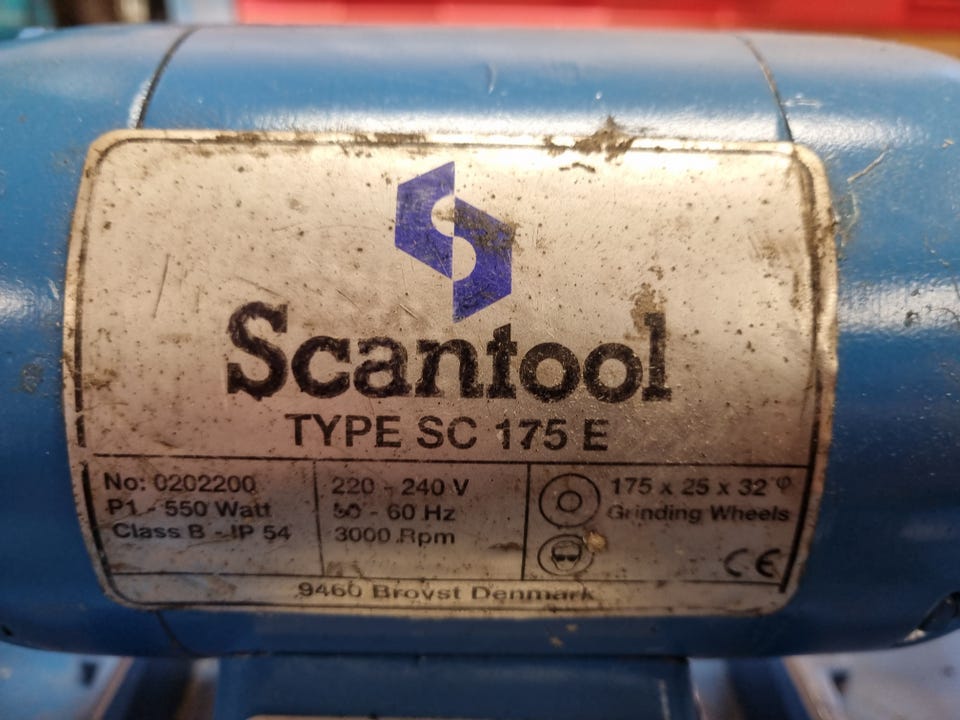 Scantool
TYPE SC 175 E
No: 0202200
P1 - 550 Watt
Class B - IP 54
220 - 240 V
50 - 60 Hz
3000 Rpm
175 x 25 x 32 φ
Grinding Wheels
CE
9460 Brovst Denmark